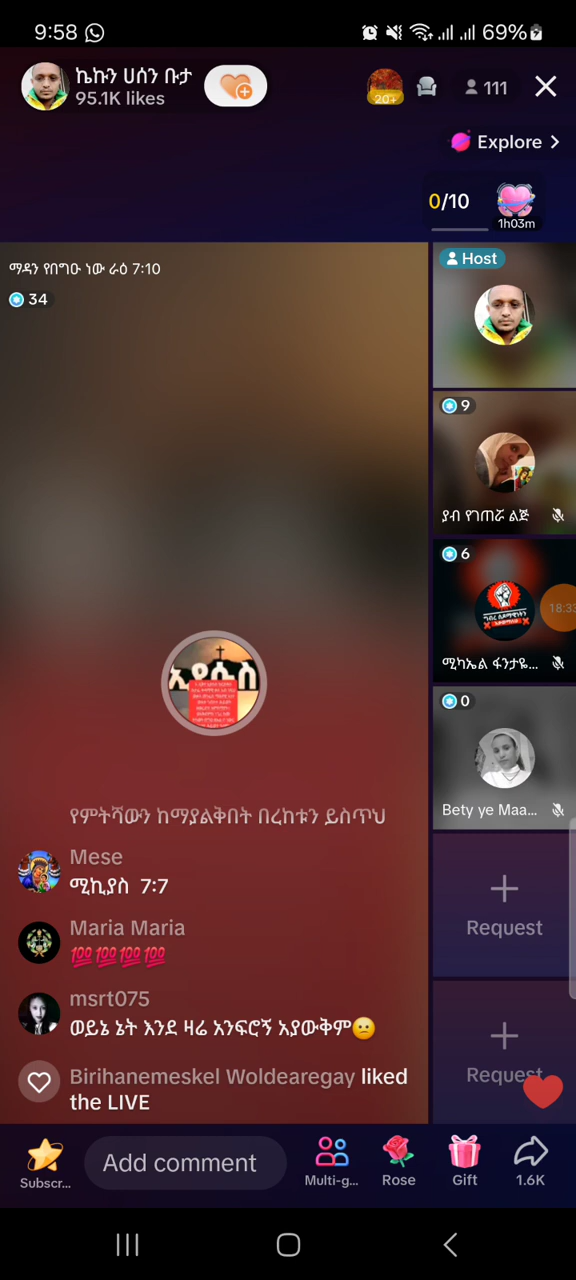 9:58
69%
ኬኩን ሀሰን ቡታ
95.1K likes
20+
111
Explore
0/10
1h03m
ማዳን የበግዑ ነው ራዕ 7:10
34
Host
9
ያብ የገጠሯ ልጅ
6
18:33
ሚካኤል ፋንታዬ...
0
Bety ye Maa...
ኢየሱስ
የምትሻውን ከማያልቅበት በረከቱን ይስጥህ
Mese
ሚኪያስ 7:7
Maria Maria
💯💯💯💯
msrt075
ወይኔ ኔት እንደ ዛሬ አንፍሮኝ አያውቅም😕
Birihanemeskel Woldearegay liked
the LIVE
Request
Request
Subscr...
Add comment
Multi-g...
Rose
Gift
1.6K